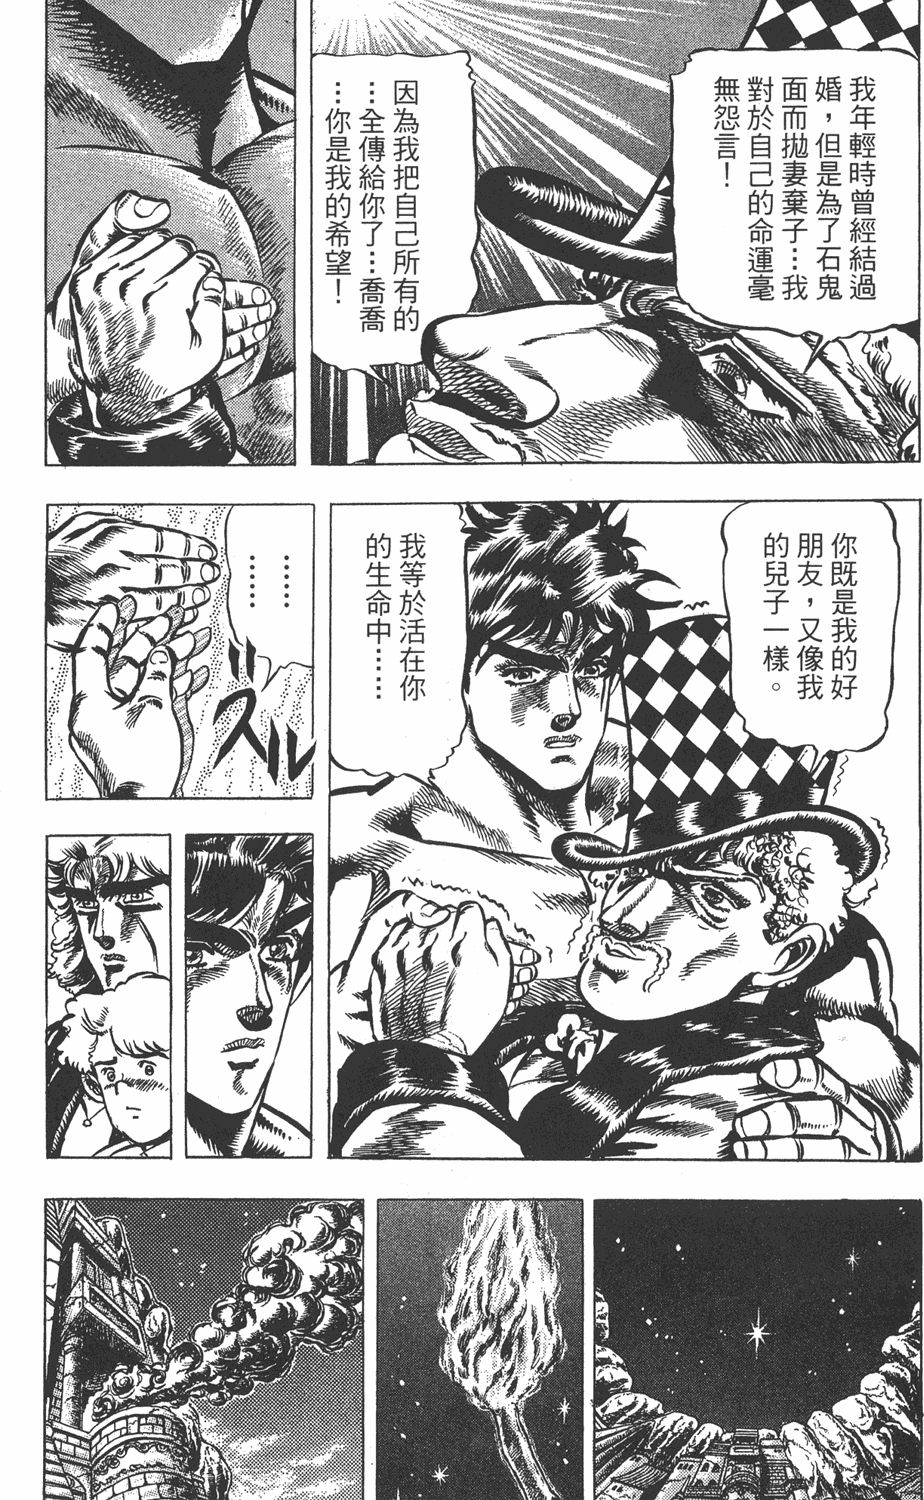 我年輕時曾經結過
婚，但是為了石鬼
面而拋妻棄子…我
對於自己的命運毫
無怨言！
因為我把自己所有的
…全傳給你了…喬喬
…你是我的希望！
你既是我的好
朋友，又像我
的兒子一樣。
我等於活在你
的生命中……
……
……
ズル